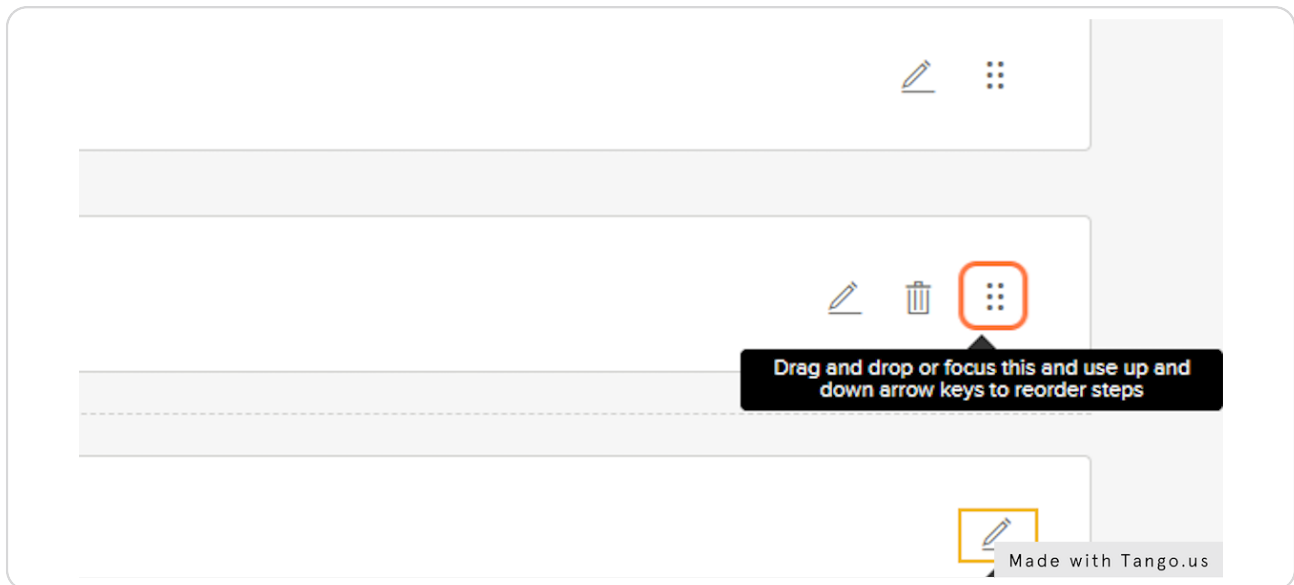 Drag and drop or focus this and use up and
down arrow keys to reorder steps
Made with Tango.us